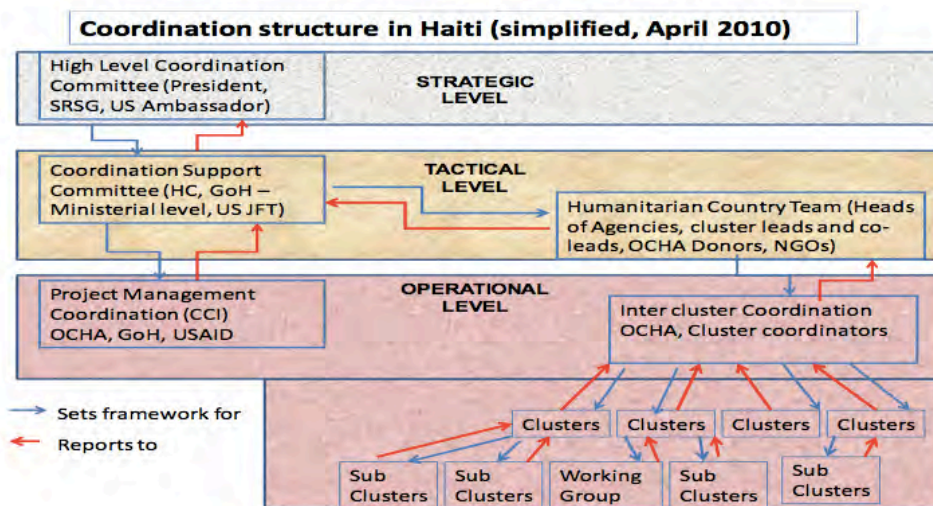 Coordination structure in Haiti (simplified, April 2010)
High Level Coordination
Committee (President,
SRSG, US Ambassador)
STRATEGIC
LEVEL
Coordination Support
Committee (HC, GoH –
Ministerial level, US JFT)
TACTICAL
LEVEL
Humanitarian Country Team (Heads
of Agencies, cluster leads and co-
leads, OCHA Donors, NGOs)
Project Management
Coordination (CCI)
OCHA, GoH, USAID
OPERATIONAL
LEVEL
Inter cluster Coordination
OCHA, Cluster coordinators
Sets framework for
Reports to
Clusters
Clusters
Clusters
Clusters
Sub
Clusters
Sub
Clusters
Working
Group
Sub
Clusters
Sub
Clusters